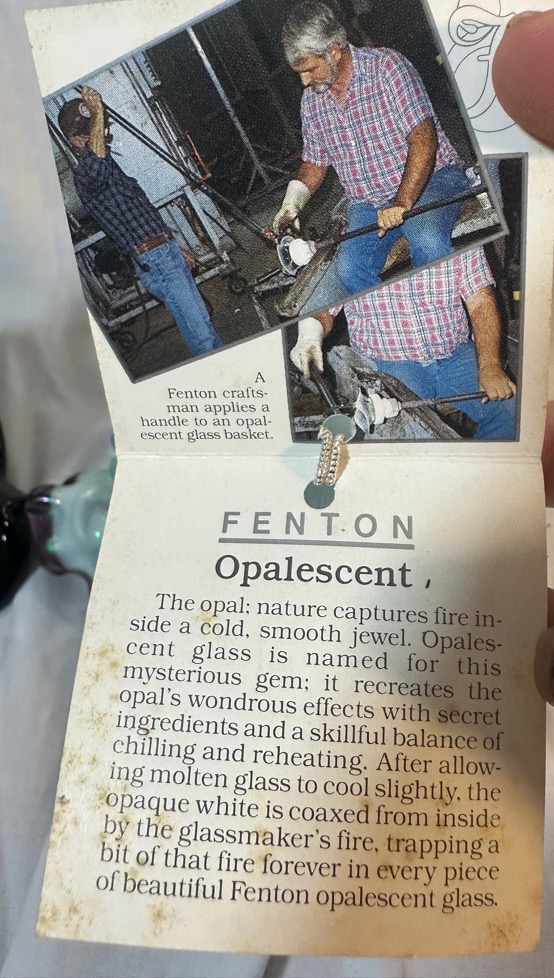 A
Fenton crafts-
man applies a
handle to an opal-
escent glass basket.
FENTON
Opalescent
The opal: nature captures fire in-
side a cold, smooth jewel. Opales-
cent glass is named for this
mysterious gem; it recreates the
opal's wondrous effects with secret
ingredients and a skillful balance of
chilling and reheating. After allow-
ing molten glass to cool slightly, the
opaque white is coaxed from inside
by the glassmaker's fire, trapping a
bit of that fire forever in every piece
of beautiful Fenton opalescent glass.